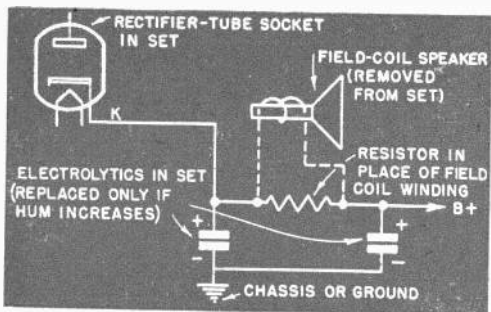 RECTIFIER-TUBE SOCKET
IN SET
FIELD-COIL SPEAKER
(REMOVED
FROM SET)
K
ELECTROLYTICS IN SET
(REPLACED ONLY IF
HUM INCREASES)
RESISTOR IN
PLACE OF FIELD
COIL WINDING
+
+
B+
-
-
CHASSIS OR GROUND